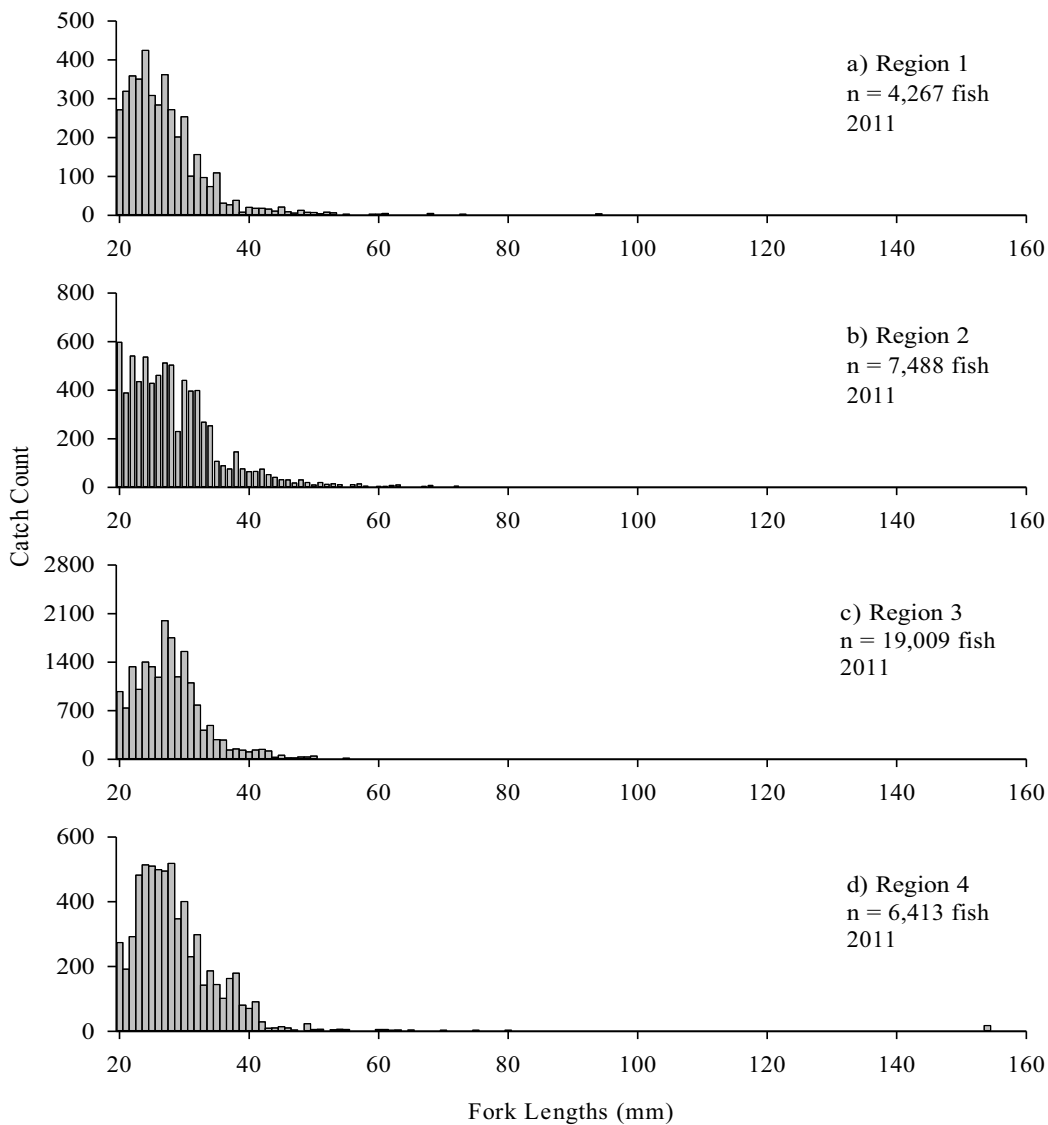 500
400
300
200
100
0
a) Region 1
n = 4,267 fish
2011
20 40 60 80 100 120 140 160
800
600
400
200
0
b) Region 2
n = 7,488 fish
2011
20 40 60 80 100 120 140 160
Catch Count
2800
2100
1400
700
0
c) Region 3
n = 19,009 fish
2011
20 40 60 80 100 120 140 160
600
400
200
0
d) Region 4
n = 6,413 fish
2011
20 40 60 80 100 120 140 160
Fork Lengths (mm)